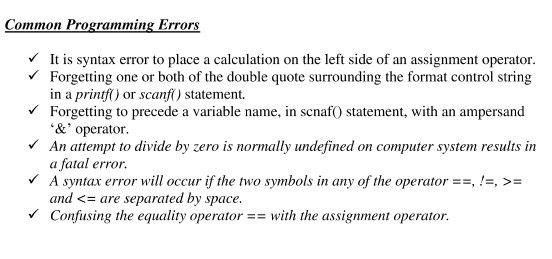 Common Programming Errors
✓ It is syntax error to place a calculation on the left side of an assignment operator.
✓ Forgetting one or both of the double quote surrounding the format control string
in a printf() or scanf() statement.
✓ Forgetting to precede a variable name, in scnaf() statement, with an ampersand
‘&’ operator.
✓ An attempt to divide by zero is normally undefined on computer system results in
a fatal error.
✓ A syntax error will occur if the two symbols in any of the operator ==, !=, >=
and <= are separated by space.
✓ Confusing the equality operator == with the assignment operator.